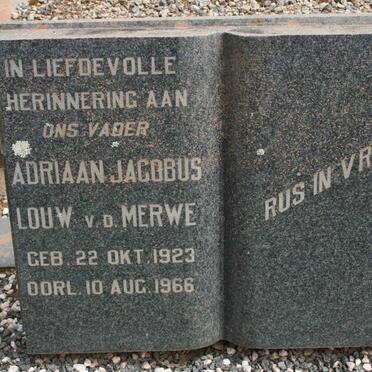 IN LIEFDEVOLLE
HERINNERING AAN
ONS VADER
ADRIAAN JACOBUS
LOUW V.D. MERWE
GEB. 22 OKT. 1923
OORL. 10 AUG. 1966
RUS IN VR